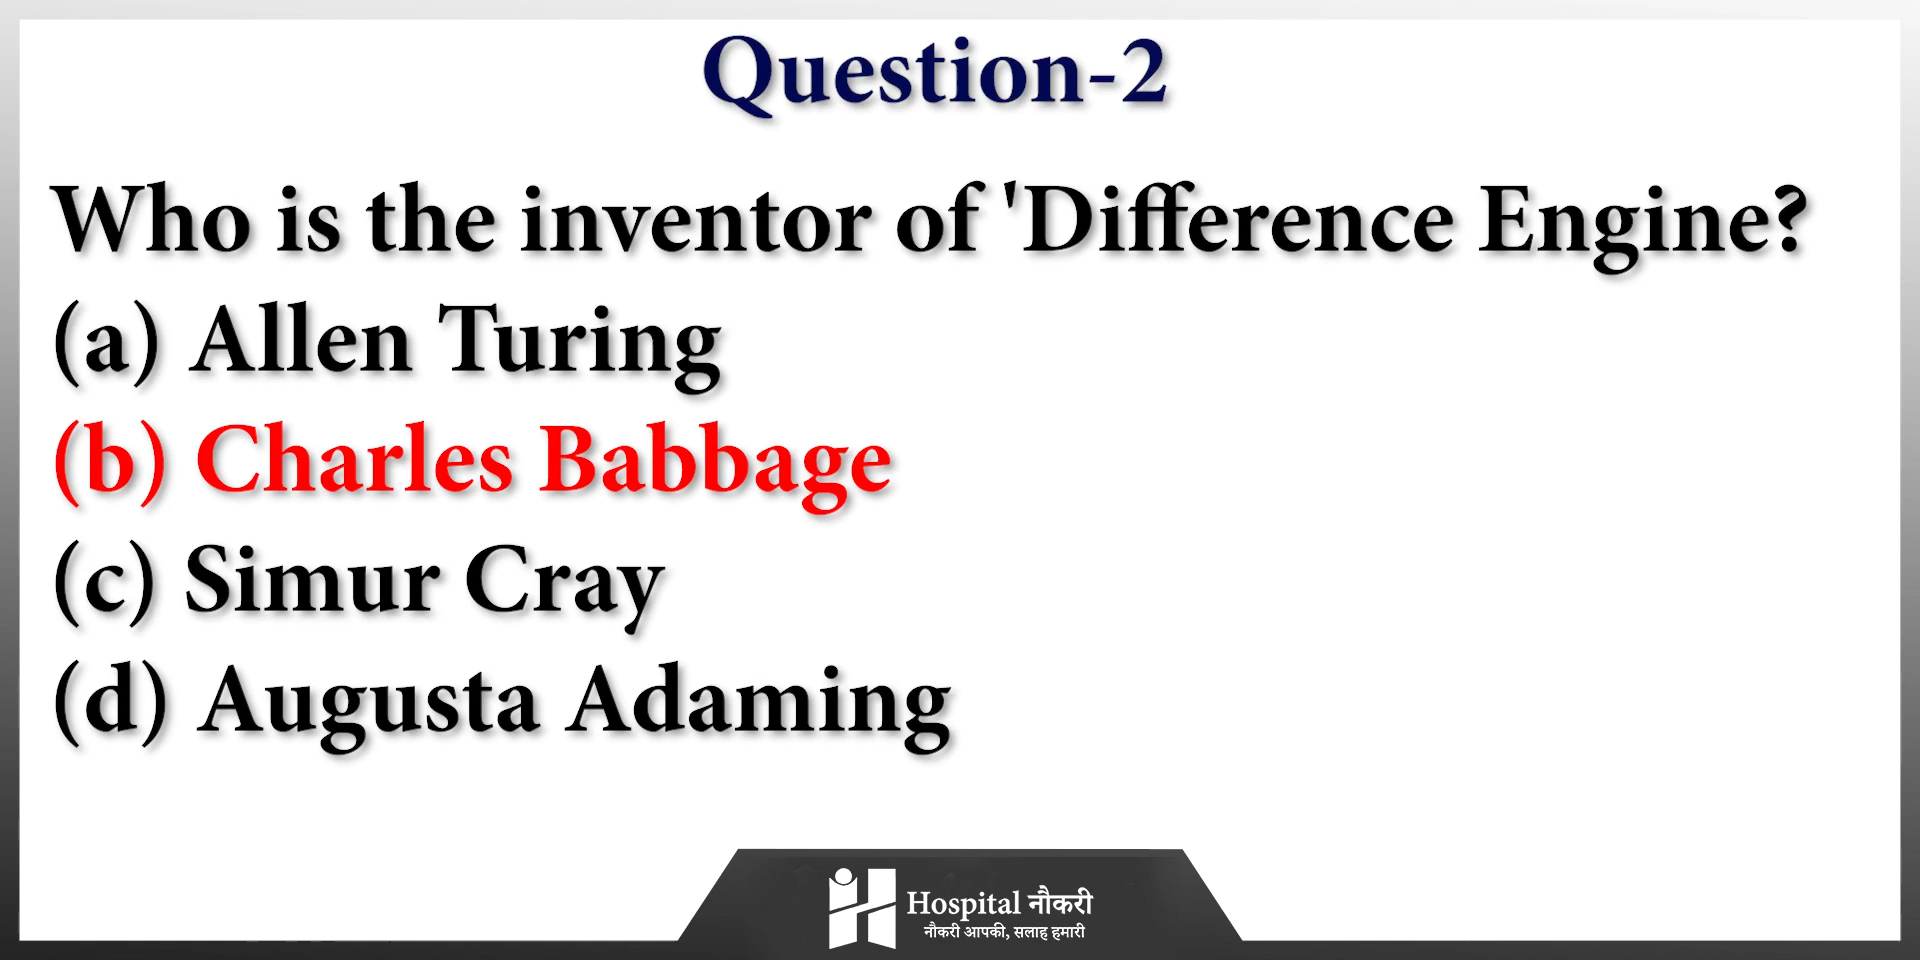 Question-2
Who is the inventor of 'Difference Engine?
(a) Allen Turing
(b) Charles Babbage
(c) Simur Cray
(d) Augusta Adaming
Hospital नौकरी
नौकरी आपकी, सलाह हमारी